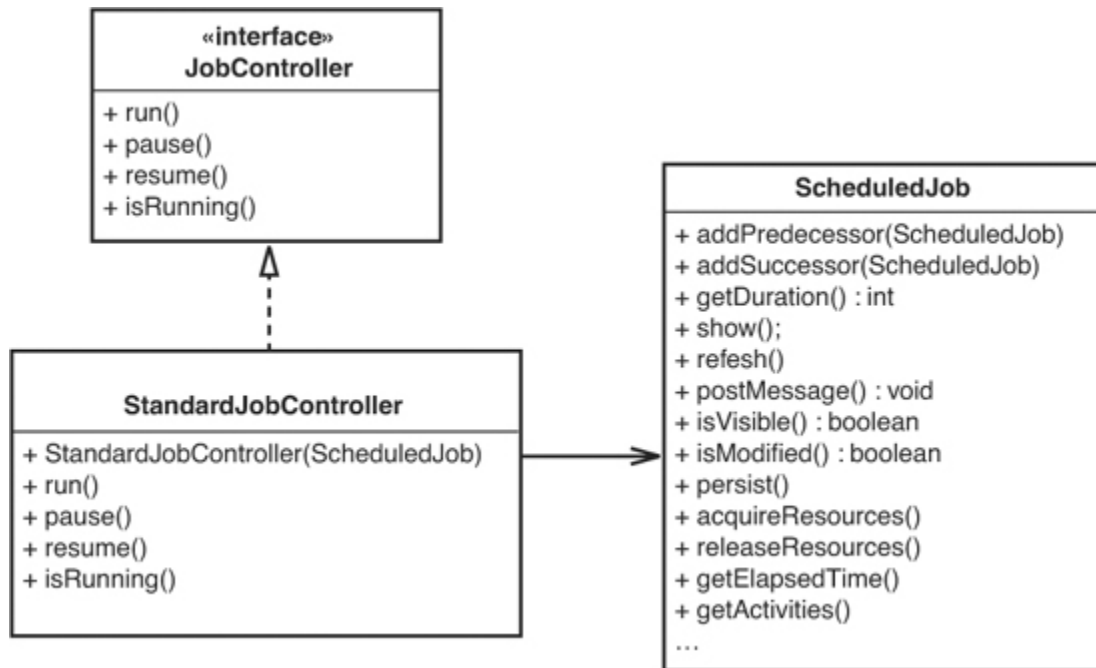 «interface»
JobController
+ run()
+ pause()
+ resume()
+ isRunning()
StandardJobController
+ StandardJobController(ScheduledJob)
+ run()
+ pause()
+ resume()
+ isRunning()
ScheduledJob
+ addPredecessor(ScheduledJob)
+ addSuccessor(ScheduledJob)
+ getDuration() : int
+ show();
+ refesh()
+ postMessage() : void
+ isVisible() : boolean
+ isModified() : boolean
+ persist()
+ acquireResources()
+ releaseResources()
+ getElapsedTime()
+ getActivities()
...